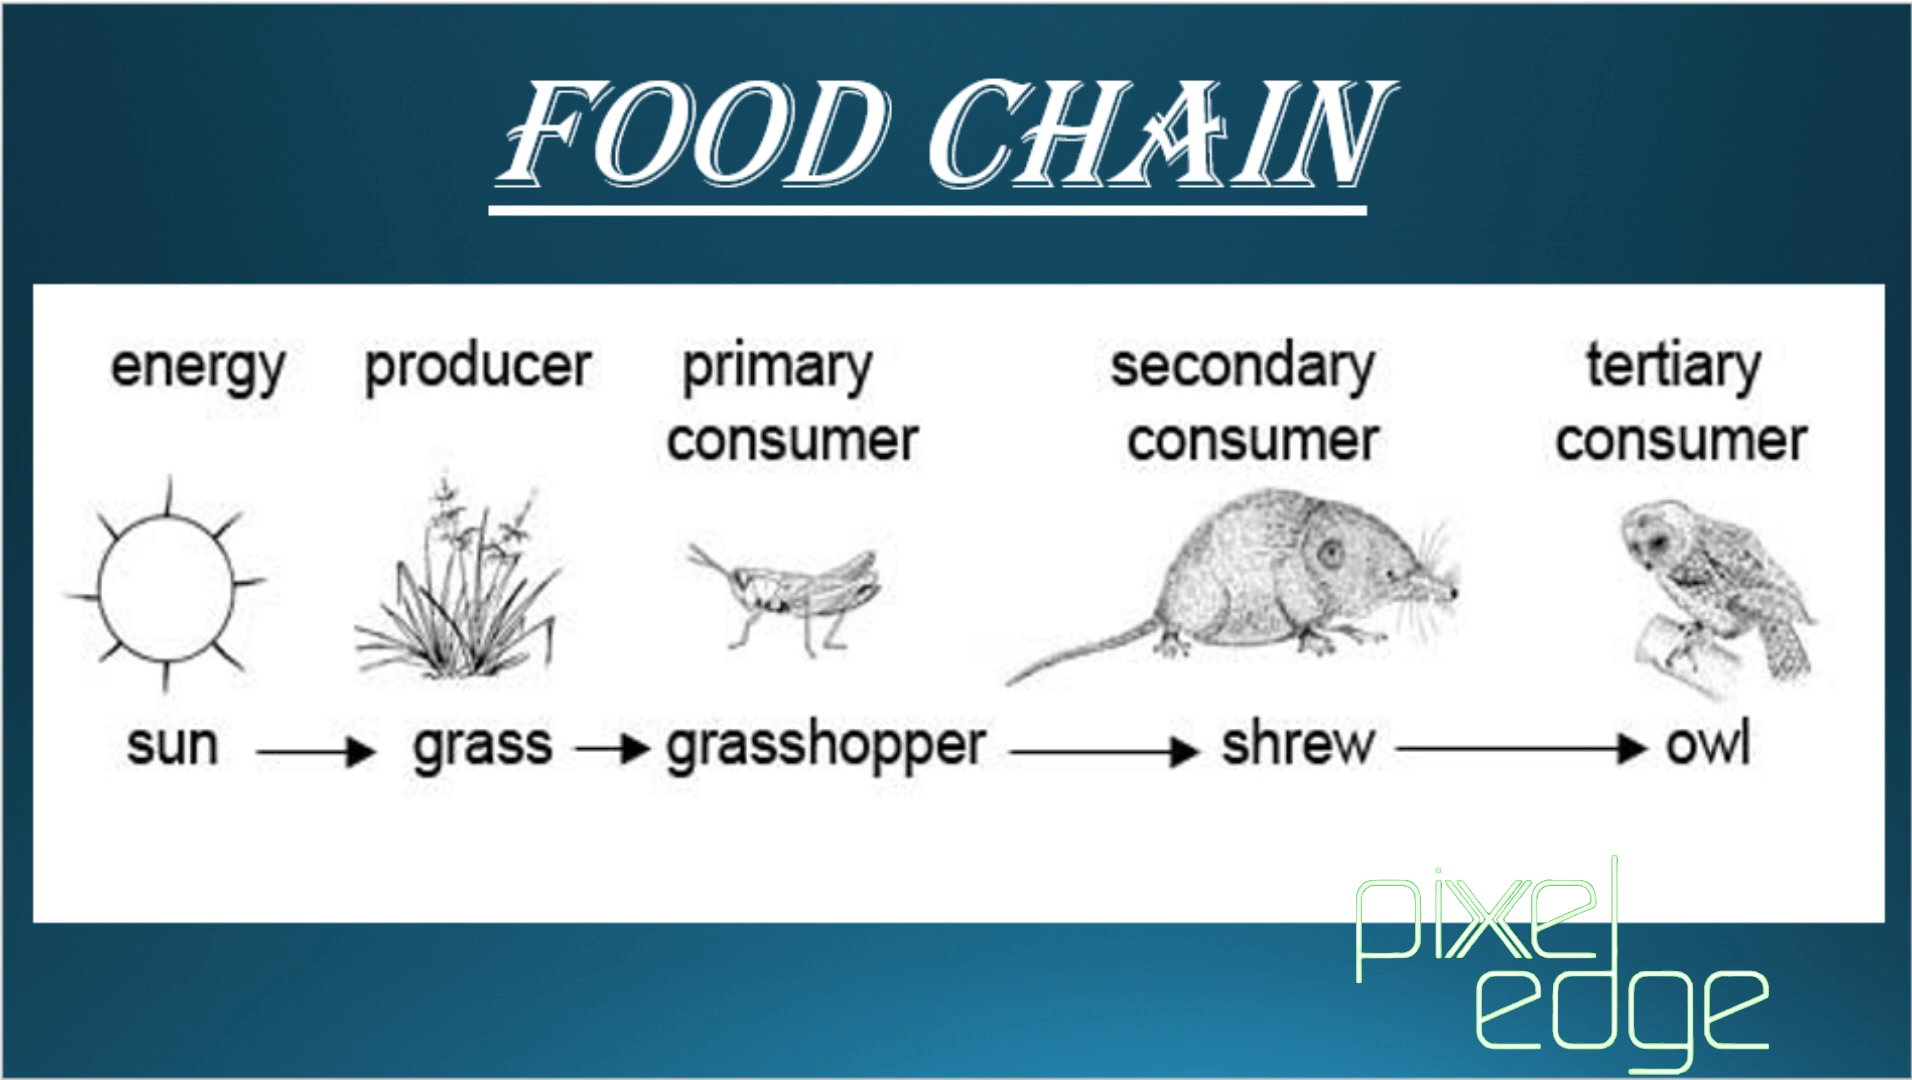 FOOD CHAIN
energy producer primary consumer secondary consumer tertiary consumer
sun grass grasshopper shrew owl
pixel
edge